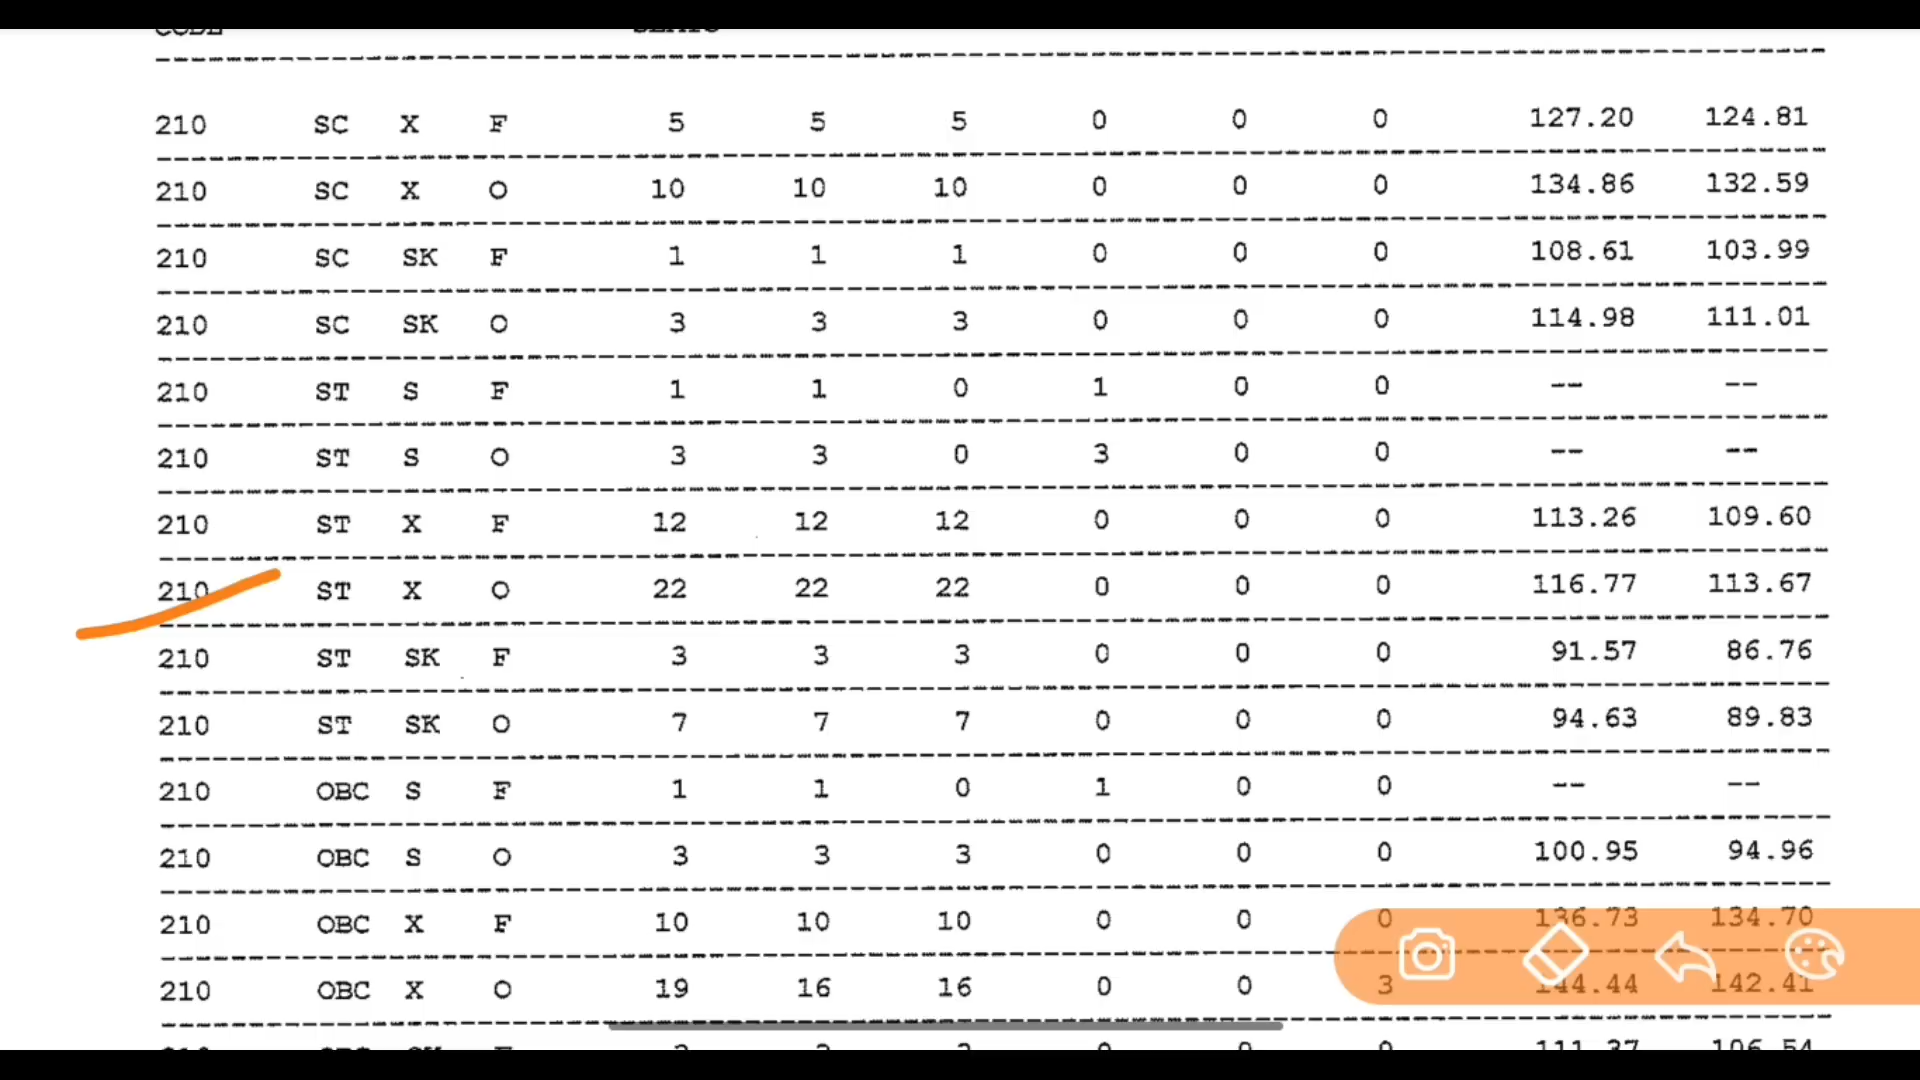 210 SC X F 5 5 5 0 0 0 127.20 124.81
210 SC X O 10 10 10 0 0 0 134.86 132.59
210 SC SK F 1 1 1 0 0 0 108.61 103.99
210 SC SK O 3 3 3 0 0 0 114.98 111.01
210 ST S F 1 1 0 1 0 0 -- --
210 ST S O 3 3 0 3 0 0 -- --
210 ST X F 12 12 12 0 0 0 113.26 109.60
210 ST X O 22 22 22 0 0 0 116.77 113.67
210 ST SK F 3 3 3 0 0 0 91.57 86.76
210 ST SK O 7 7 7 0 0 0 94.63 89.83
210 OBC S F 1 1 0 1 0 0 -- --
210 OBC S O 3 3 3 0 0 0 100.95 94.96
210 OBC X F 10 10 10 0 0 0 136.73 134.70
210 OBC X O 19 16 16 0 0 3 144.44 142.41